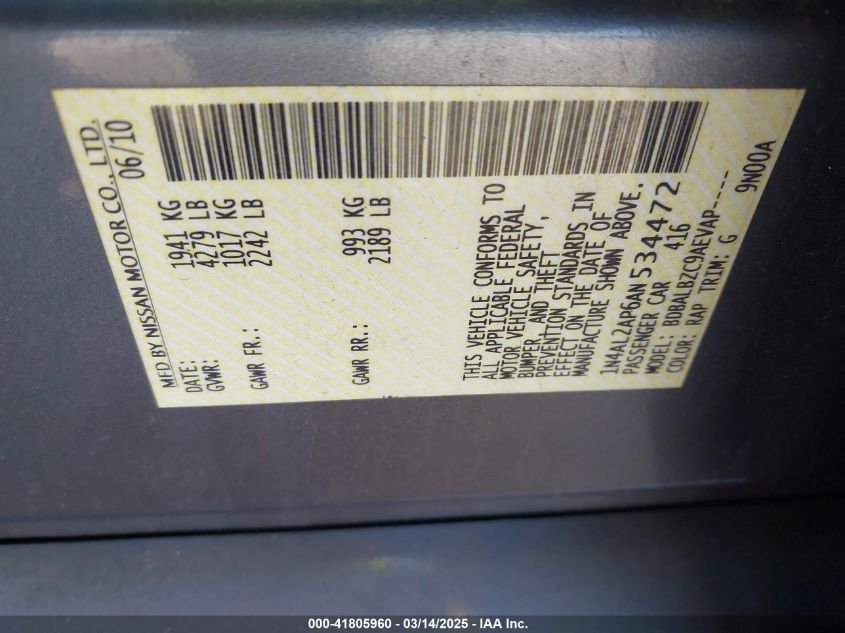 MFD BY NISSAN MOTOR CO., LTD.
DATE: 06/10
GVWR: 1941 KG
4279 LB
GAWR FR.: 1017 KG
2242 LB
GAWR RR.: 993 KG
2189 LB
THIS VEHICLE CONFORMS TO
ALL APPLICABLE FEDERAL
MOTOR VEHICLE SAFETY,
BUMPER, AND THEFT
PREVENTION STANDARDS IN
EFFECT ON THE DATE OF
MANUFACTURE SHOWN ABOVE.
1N4AL2AP6AN534472
PASSENGER CAR 416
MODEL: BDBALBZC9AEVAP-----
COLOR: RAP TRIM: G 9N00A
000-41805960 - 03/14/2025 - IAA Inc.